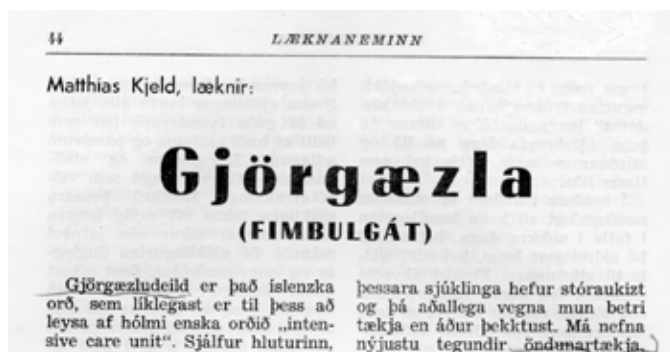 44
LÆKNANEMINN
Matthías Kjeld, læknir:
Gjörgæzla
(FIMBULGÁT)
Gjörgæzludeild er það íslenzka
orð, sem líklegast er til þess að
leysa af hólmi enska orðið „inten-
sive care unit“. Sjálfur hluturinn,
þessara sjúklinga hefur stóraukizt
og þá aðallega vegna mun betri
tækja en áður þekktust. Má nefna
nýjustu tegundir öndunartækja,